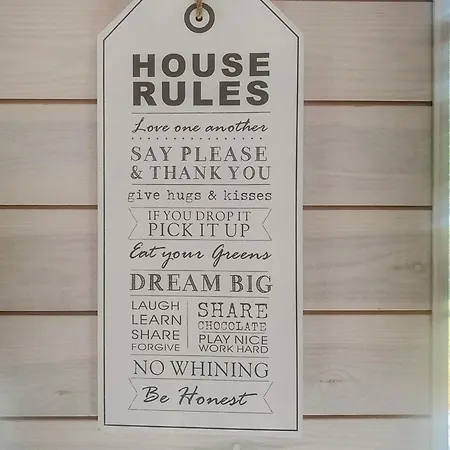 HOUSE
RULES
Love one another
SAY PLEASE
& THANK YOU
give hugs & kisses
IF YOU DROP IT
PICK IT UP
Eat your Greens
DREAM BIG
LAUGH
LEARN
SHARE
FORGIVE
SHARE
CHOCOLATE
PLAY NICE
WORK HARD
NO WHINING
Be Honest